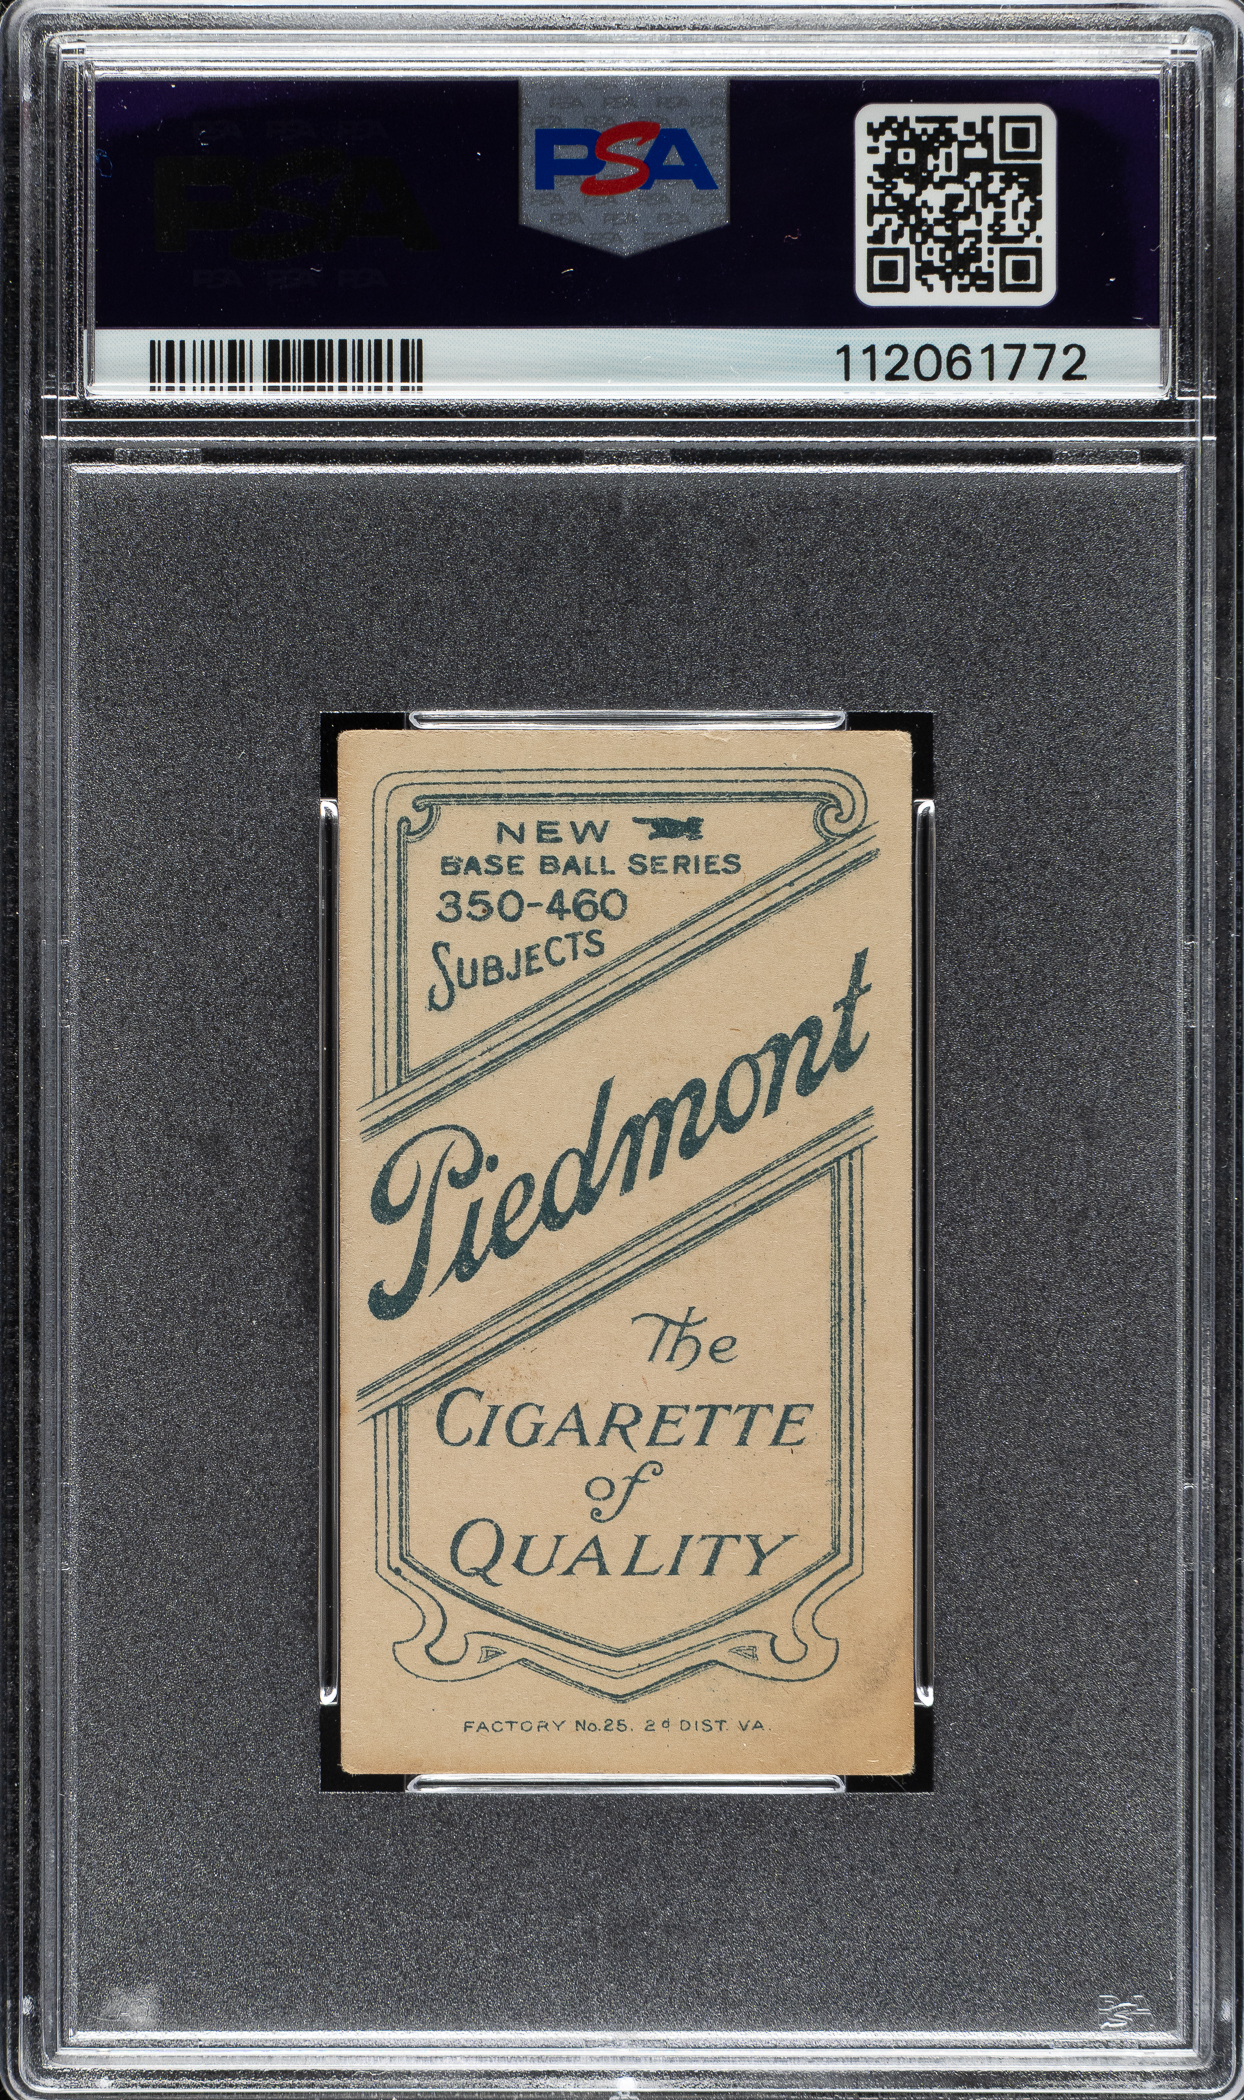 PSA
112061772
NEW
BASE BALL SERIES
350-460
SUBJECTS
Piedmont
The
CIGARETTE
of
QUALITY
FACTORY No.25. 2d DIST. VA.